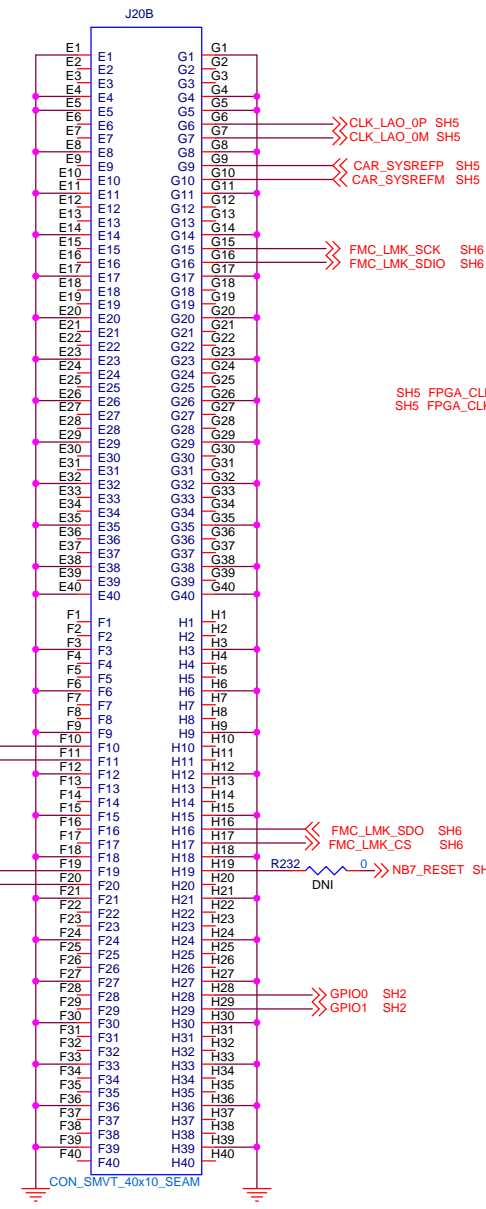 J20B
E1 E1 G1 G1
E2 E2 G2 G2
E3 E3 G3 G3
E4 E4 G4 G4
E5 E5 G5 G5
E6 E6 G6 G6 CLK_LAO_0P SH5
E7 E7 G7 G7 CLK_LAO_0M SH5
E8 E8 G8 G8
E9 E9 G9 G9 CAR_SYSREFP SH5
E10 E10 G10 G10 CAR_SYSREFM SH5
E11 E11 G11 G11
E12 E12 G12 G12
E13 E13 G13 G13
E14 E14 G14 G14
E15 E15 G15 G15 FMC_LMK_SCK SH6
E16 E16 G16 G16 FMC_LMK_SDIO SH6
E17 E17 G17 G17
E18 E18 G18 G18
E19 E19 G19 G19
E20 E20 G20 G20
E21 E21 G21 G21
E22 E22 G22 G22
E23 E23 G23 G23
E24 E24 G24 G24
E25 E25 G25 G25
SH5 FPGA_CL
E26 E26 G26 G26
SH5 FPGA_CL
E27 E27 G27 G27
E28 E28 G28 G28
E29 E29 G29 G29
E30 E30 G30 G30
E31 E31 G31 G31
E32 E32 G32 G32
E33 E33 G33 G33
E34 E34 G34 G34
E35 E35 G35 G35
E36 E36 G36 G36
E37 E37 G37 G37
E38 E38 G38 G38
E39 E39 G39 G39
E40 E40 G40 G40
F1 F1 H1 H1
F2 F2 H2 H2
F3 F3 H3 H3
F4 F4 H4 H4
F5 F5 H5 H5
F6 F6 H6 H6
F7 F7 H7 H7
F8 F8 H8 H8
F9 F9 H9 H9
F10 F10 H10 H10
F11 F11 H11 H11
F12 F12 H12 H12
F13 F13 H13 H13
F14 F14 H14 H14
F15 F15 H15 H15
F16 F16 H16 H16 FMC_LMK_SDO SH6
F17 F17 H17 H17 FMC_LMK_CS SH6
F18 F18 H18 H18
F19 F19 H19 H19 R232 0 NB7_RESET SH
DNI
F20 F20 H20 H20
F21 F21 H21 H21
F22 F22 H22 H22
F23 F23 H23 H23
F24 F24 H24 H24
F25 F25 H25 H25
F26 F26 H26 H26
F27 F27 H27 H27
F28 F28 H28 H28 GPIO0 SH2
F29 F29 H29 H29 GPIO1 SH2
F30 F30 H30 H30
F31 F31 H31 H31
F32 F32 H32 H32
F33 F33 H33 H33
F34 F34 H34 H34
F35 F35 H35 H35
F36 F36 H36 H36
F37 F37 H37 H37
F38 F38 H38 H38
F39 F39 H39 H39
F40 F40 H40 H40
CON_SMVT_40x10_SEAM